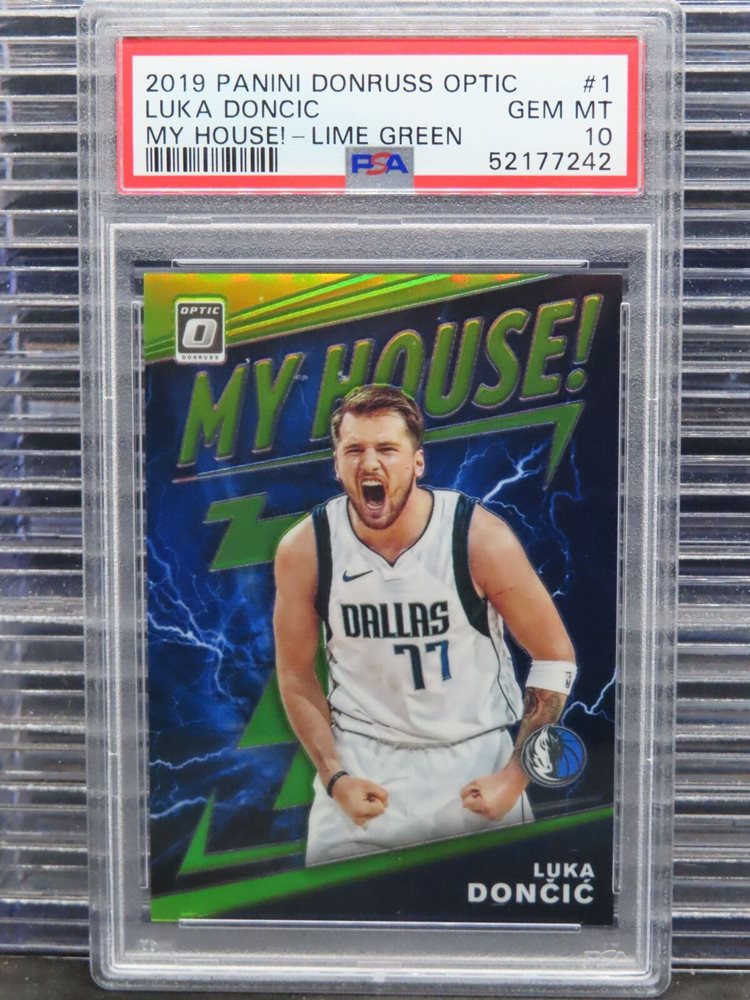 2019 PANINI DONRUSS OPTIC #1
LUKA DONCIC GEM MT
MY HOUSE! - LIME GREEN 10
PSA 52177242
OPTIC
DONRUSS
MY HOUSE!
DALLAS
77
LUKA
DONČIĆ
PSA